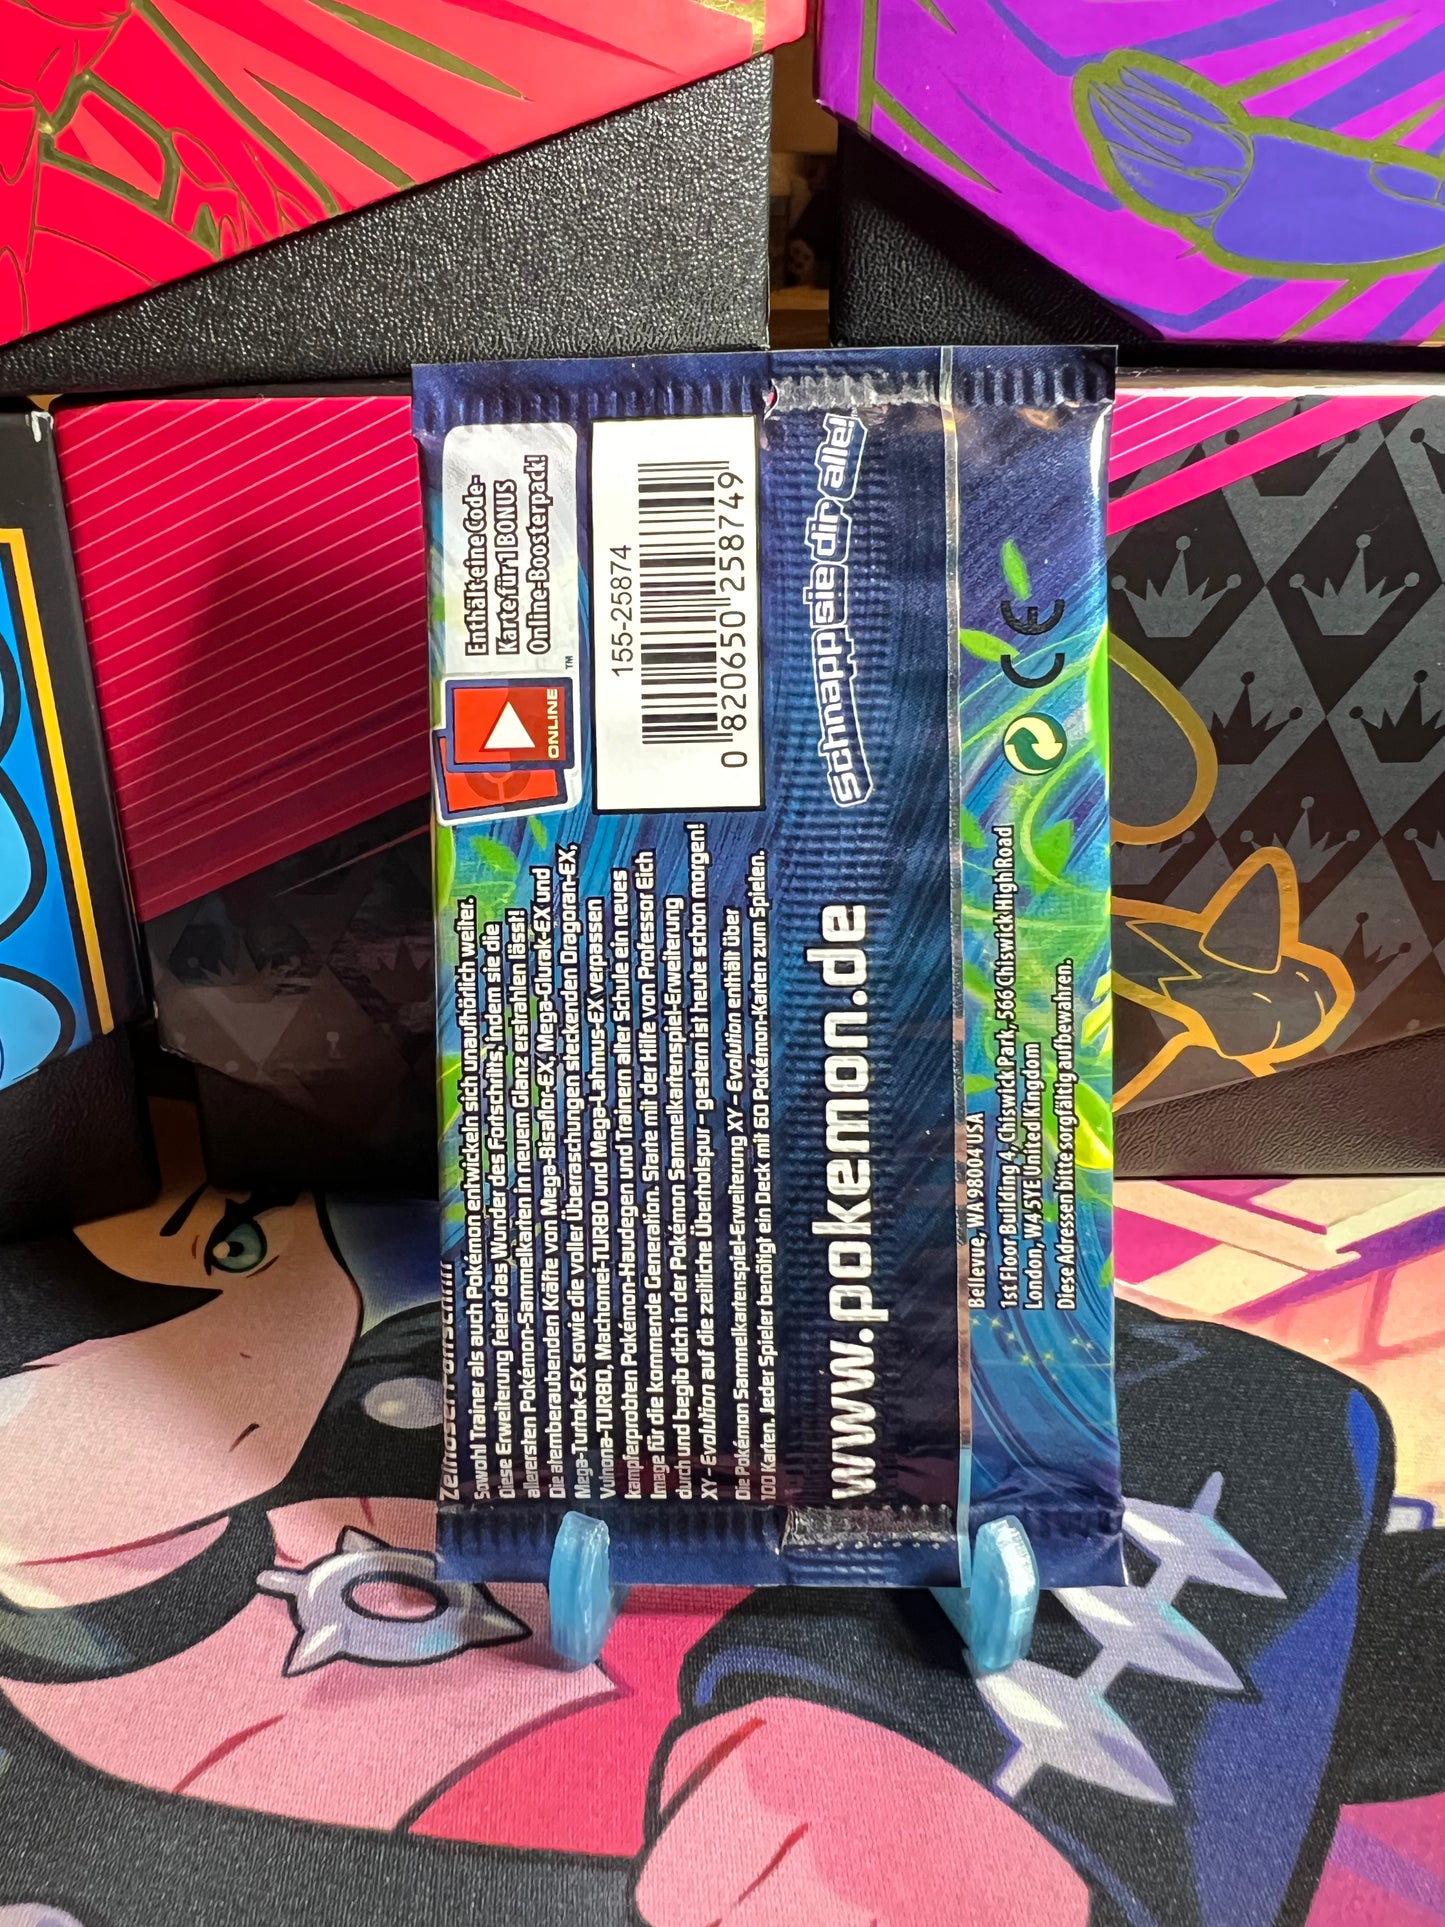 Sowohl Trainer als auch Pokémon entwickeln sich unaufhörlich weiter.
Diese Erweiterung feiert das Wunder des Fortschritts, indem sie die
allerersten Pokémon-Sammelkarten in neuem Glanz erstrahlen lässt!
Die atemberaubenden Kräfte von Mega-Bisaflor-EX, Mega-Glurak-EX und
Mega-Turtok-EX sowie die voller Überraschungen steckenden Dragoran-EX,
Vulnona-TURBO, Machomei-TURBO und Mega-Lahmus-EX verpassen
kampferprobten Pokémon-Haudegen und Trainern alter Schule ein neues
Image für die kommende Generation. Starte mit der Hilfe von Professor Eich
durch und begib dich in der Pokémon Sammelkartenspiel-Erweiterung
XY – Evolution auf die zeitliche Überholspur – gestern ist heute schon morgen!
Die Pokémon Sammelkartenspiel-Erweiterung XY – Evolution enthält über
100 Karten. Jeder Spieler benötigt ein Deck mit 60 Pokémon-Karten zum Spielen.
ONLINE
TM
Enthält eine Code-
Karte für 1 BONUS
Online-Boosterpack!
155-25874
0 820650 258749
www.pokemon.de
Schnapp sie dir alle!
Bellevue, WA 98004 USA
1st Floor, Building 4, Chiswick Park, 566 Chiswick High Road
London, W4 5YE United Kingdom
Diese Adressen bitte sorgfältig aufbewahren.
CE